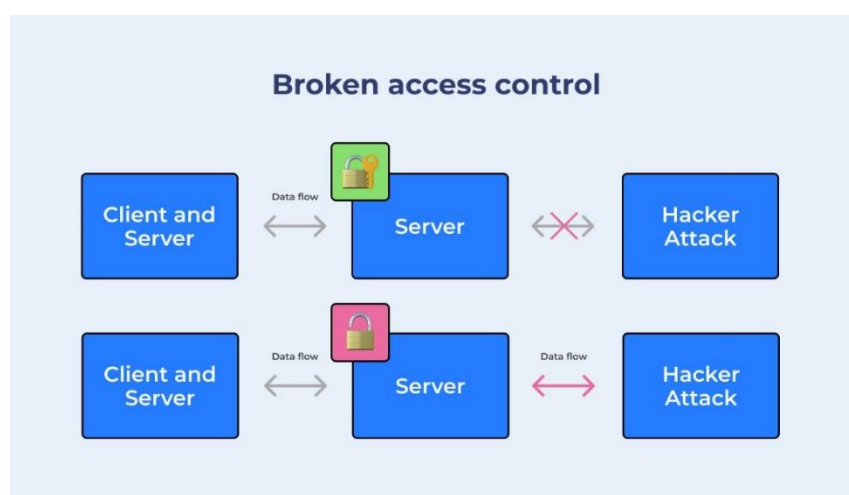 Broken access control
Data flow
Client and
Server
Server
Hacker
Attack
Data flow
Data flow
Client and
Server
Server
Hacker
Attack